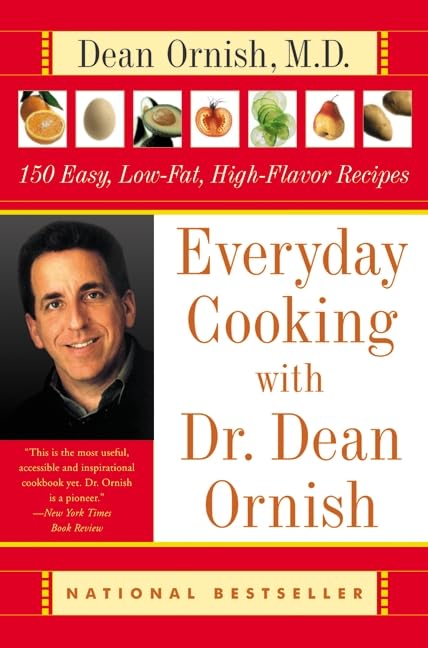 Dean Ornish, M.D.
150 Easy, Low-Fat, High-Flavor Recipes
Everyday
Cooking
with
Dr. Dean
Ornish
"This is the most useful,
accessible and inspirational
cookbook yet. Dr. Ornish
is a pioneer."
—New York Times
Book Review
NATIONAL BESTSELLER